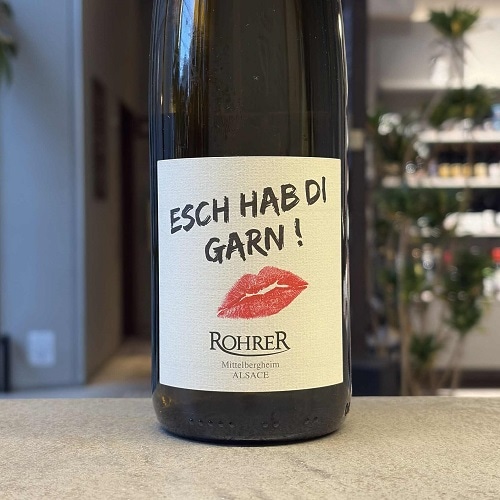 ESCH HAB DI
GARN !
ROHRER
Mittelbergheim
ALSACE